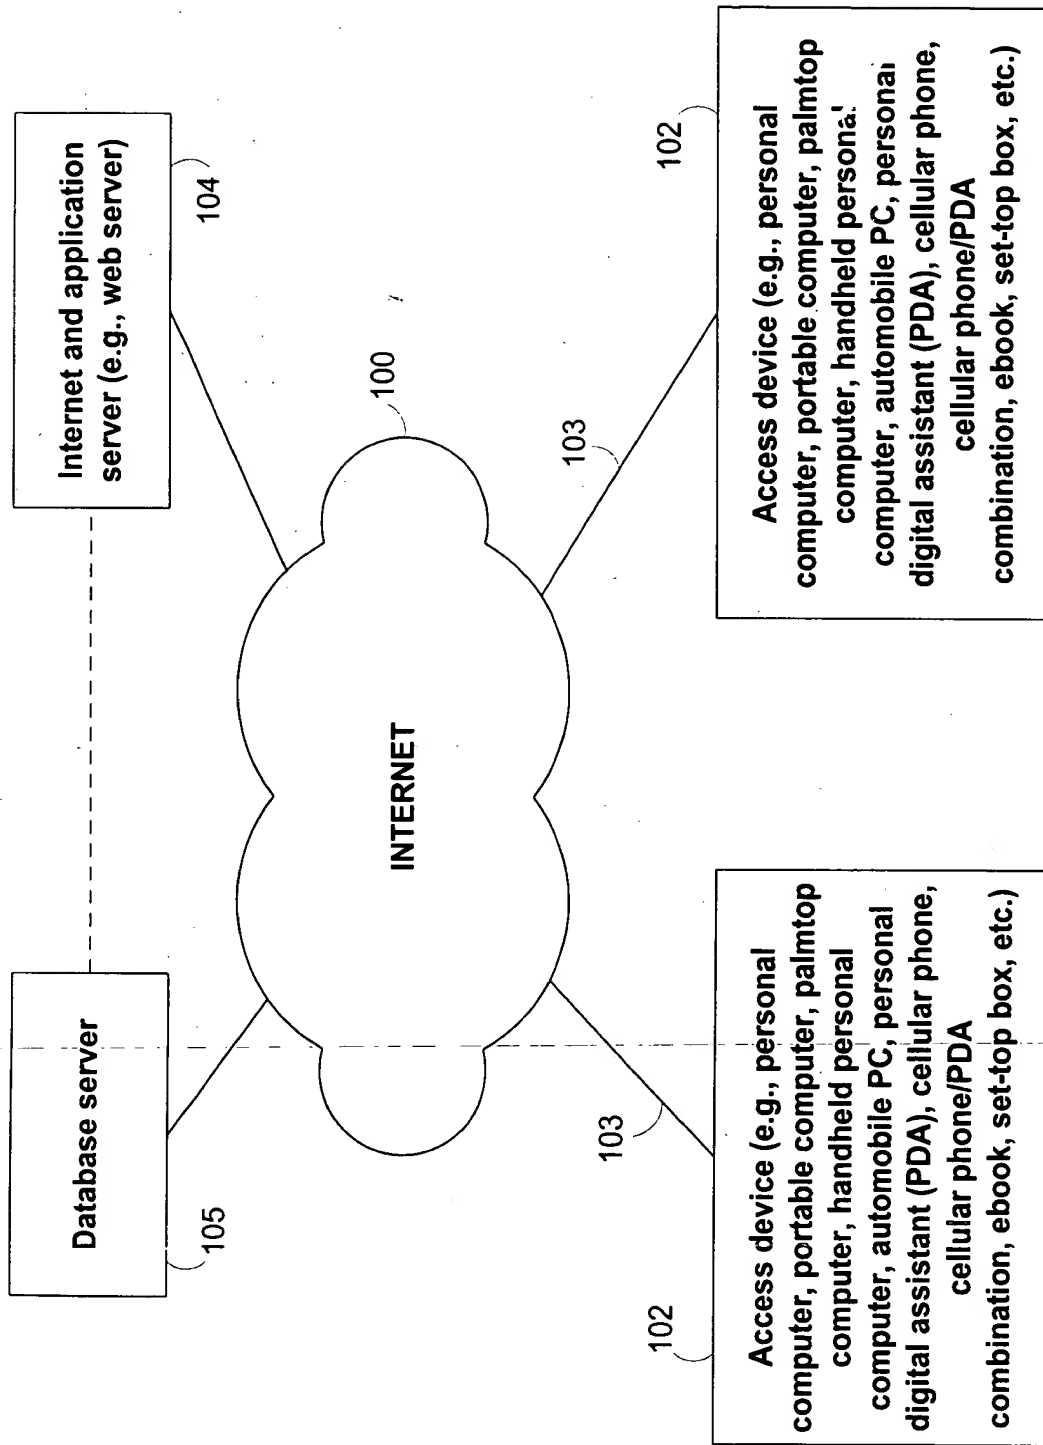 Database server
105
Internet and application
server (e.g., web server)
104
100
INTERNET
103
103
102
Access device (e.g., personal
computer, portable computer, palmtop
computer, handheld personal
computer, automobile PC, personal
digital assistant (PDA), cellular phone,
cellular phone/PDA
combination, ebook, set-top box, etc.)
102
Access device (e.g., personal
computer, portable computer, palmtop
computer, handheld personal
computer, automobile PC, personal
digital assistant (PDA), cellular phone,
cellular phone/PDA
combination, ebook, set-top box, etc.)